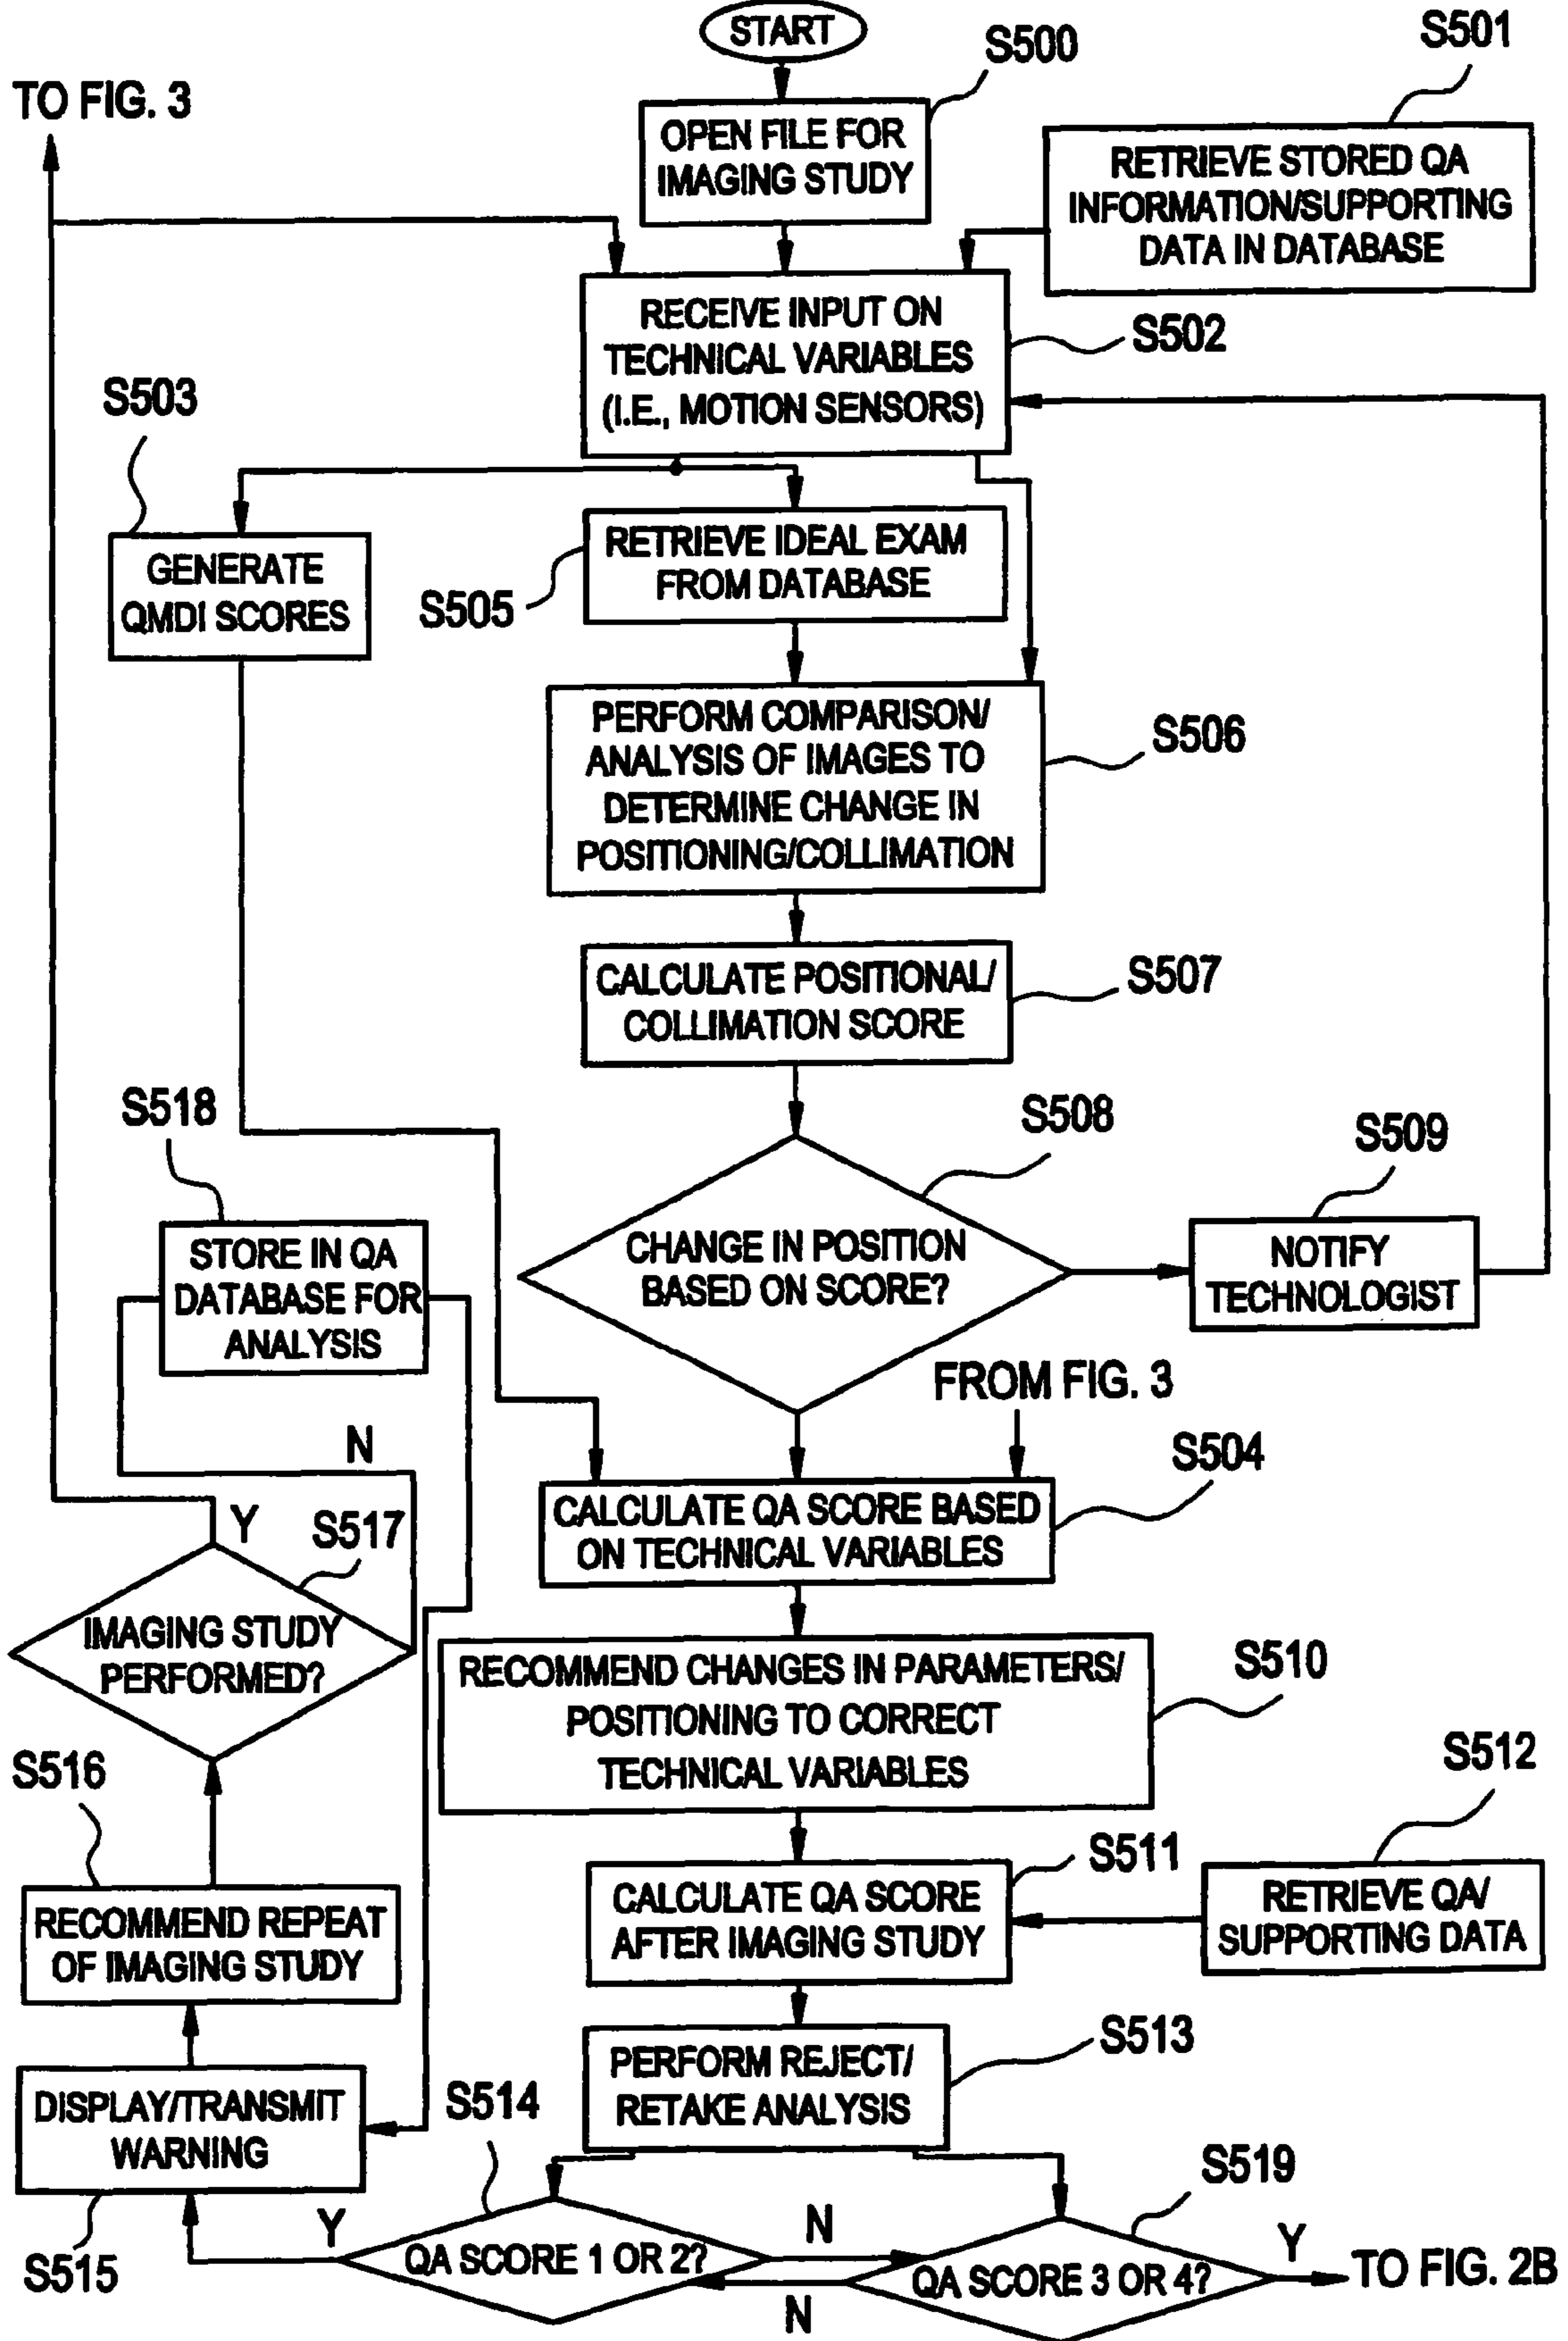 START
S500
S501
TO FIG. 3
OPEN FILE FOR
IMAGING STUDY
RETRIEVE STORED QA
INFORMATION/SUPPORTING
DATA IN DATABASE
RECEIVE INPUT ON
TECHNICAL VARIABLES
(I.E., MOTION SENSORS)
S502
S503
GENERATE
QMDI SCORES
RETRIEVE IDEAL EXAM
FROM DATABASE
S505
PERFORM COMPARISON/
ANALYSIS OF IMAGES TO
DETERMINE CHANGE IN
POSITIONING/COLLIMATION
S506
CALCULATE POSITIONAL/
COLLIMATION SCORE
S507
S518
S508
S509
STORE IN QA
DATABASE FOR
ANALYSIS
CHANGE IN POSITION
BASED ON SCORE?
NOTIFY
TECHNOLOGIST
FROM FIG. 3
N
S504
CALCULATE QA SCORE BASED
ON TECHNICAL VARIABLES
Y
S517
IMAGING STUDY
PERFORMED?
RECOMMEND CHANGES IN PARAMETERS/
POSITIONING TO CORRECT
TECHNICAL VARIABLES
S510
S516
S512
S511
RECOMMEND REPEAT
OF IMAGING STUDY
CALCULATE QA SCORE
AFTER IMAGING STUDY
RETRIEVE QA/
SUPPORTING DATA
S513
PERFORM REJECT/
RETAKE ANALYSIS
DISPLAY/TRANSMIT
WARNING
S514
S519
S515
Y
QA SCORE 1 OR 2?
N
N
QA SCORE 3 OR 4?
Y
TO FIG. 2B